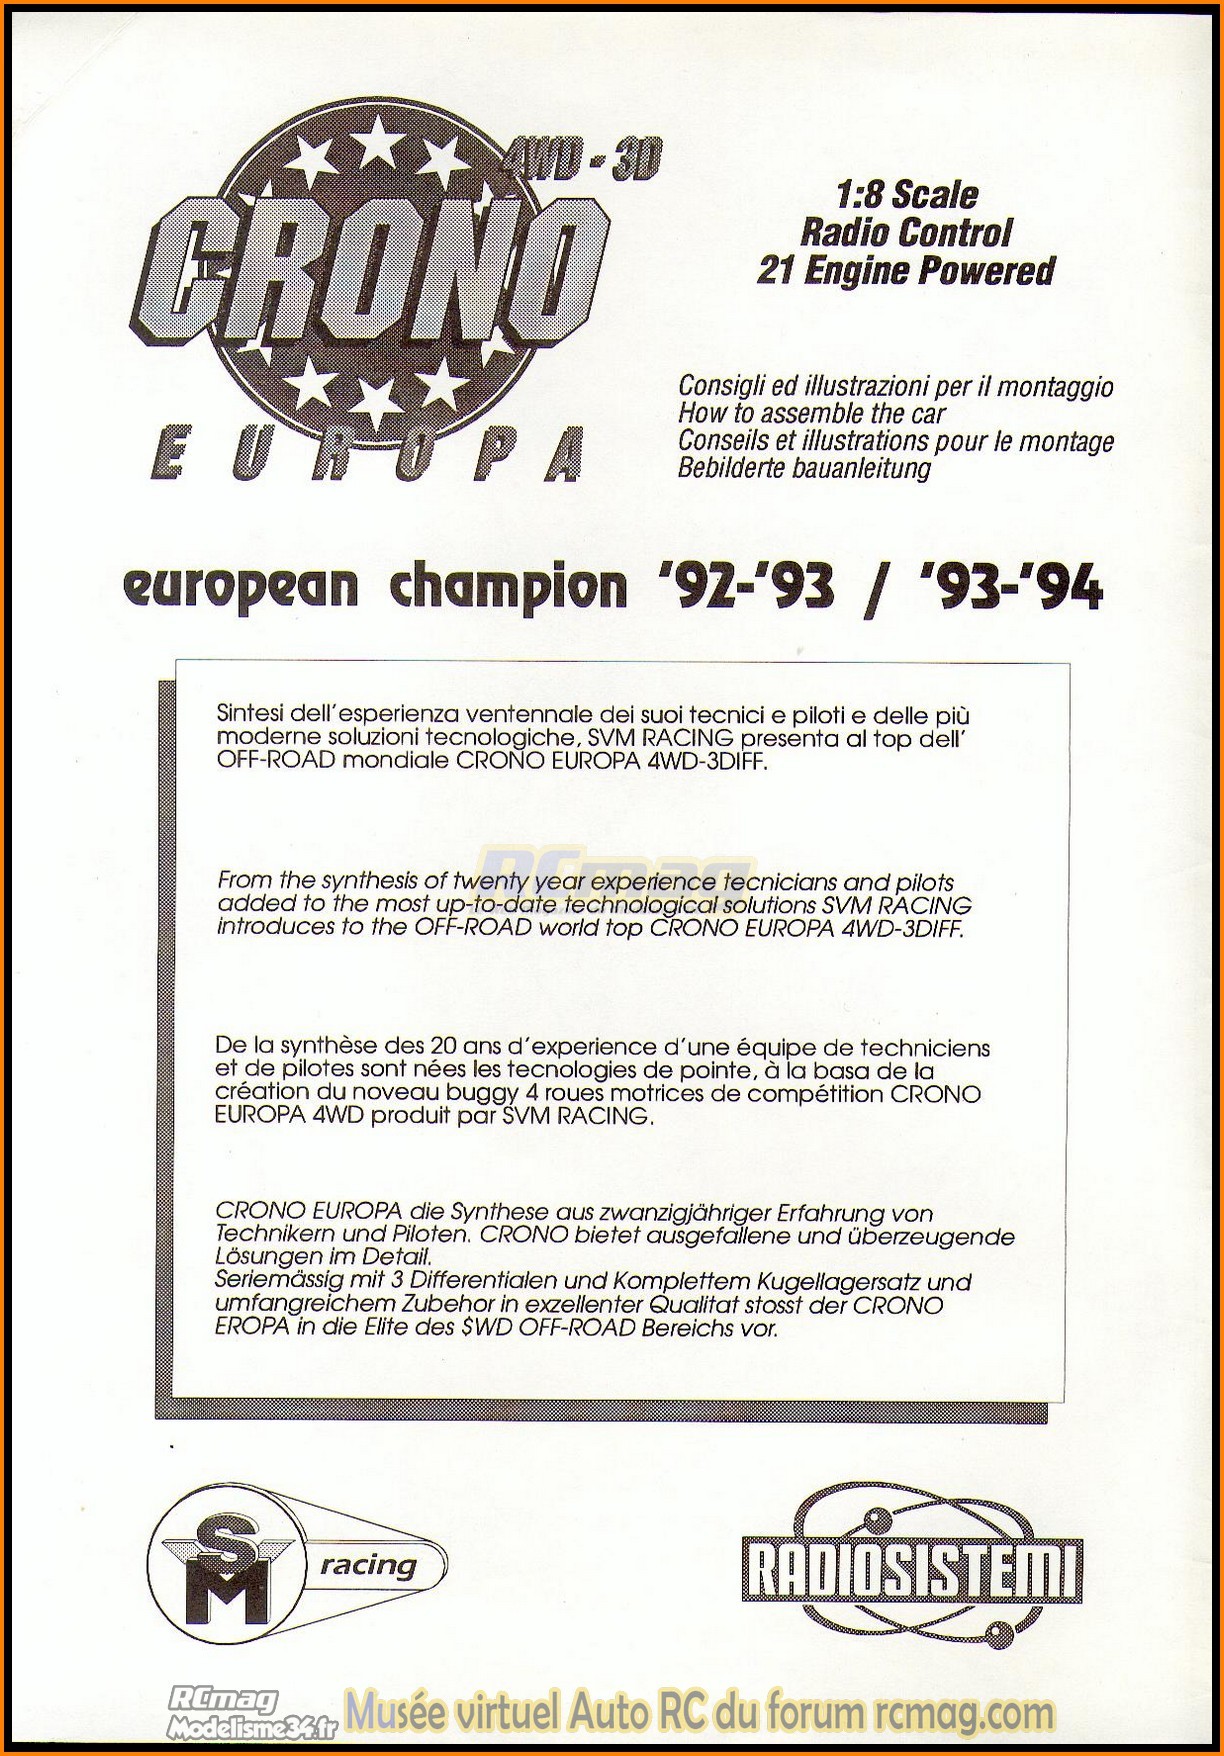 4WD - 3D
CRONO
EUROPA
1:8 Scale
Radio Control
21 Engine Powered
Consigli ed illustrazioni per il montaggio
How to assemble the car
Conseils et illustrations pour le montage
Bebilderte bauanleitung
european champion '92-'93 / '93-'94
Sintesi dell'esperienza ventennale dei suoi tecnici e piloti e delle più
moderne soluzioni tecnologiche, SVM RACING presenta al top dell'
OFF-ROAD mondiale CRONO EUROPA 4WD-3DIFF.
RCmag
From the synthesis of twenty year experience tecnicians and pilots
added to the most up-to-date technological solutions SVM RACING
introduces to the OFF-ROAD world top CRONO EUROPA 4WD-3DIFF.
De la synthèse des 20 ans d'experience d'une équipe de techniciens
et de pilotes sont nées les tecnologies de pointe, à la basa de la
création du noveau buggy 4 roues motrices de compétition CRONO
EUROPA 4WD produit par SVM RACING.
CRONO EUROPA die Synthese aus zwanzigjähriger Erfahrung von
Technikern und Piloten. CRONO bietet ausgefallene und überzeugende
Lösungen im Detail.
Seriemässig mit 3 Differentialen und Komplettem Kugellagersatz und
umfangreichem Zubehor in exzellenter Qualitat stosst der CRONO
EROPA in die Elite des $WD OFF-ROAD Bereichs vor.
SVM racing
RADIOSISTEMI
RCmag
Modelisme34.fr
Musée virtuel Auto RC du forum rcmag.com